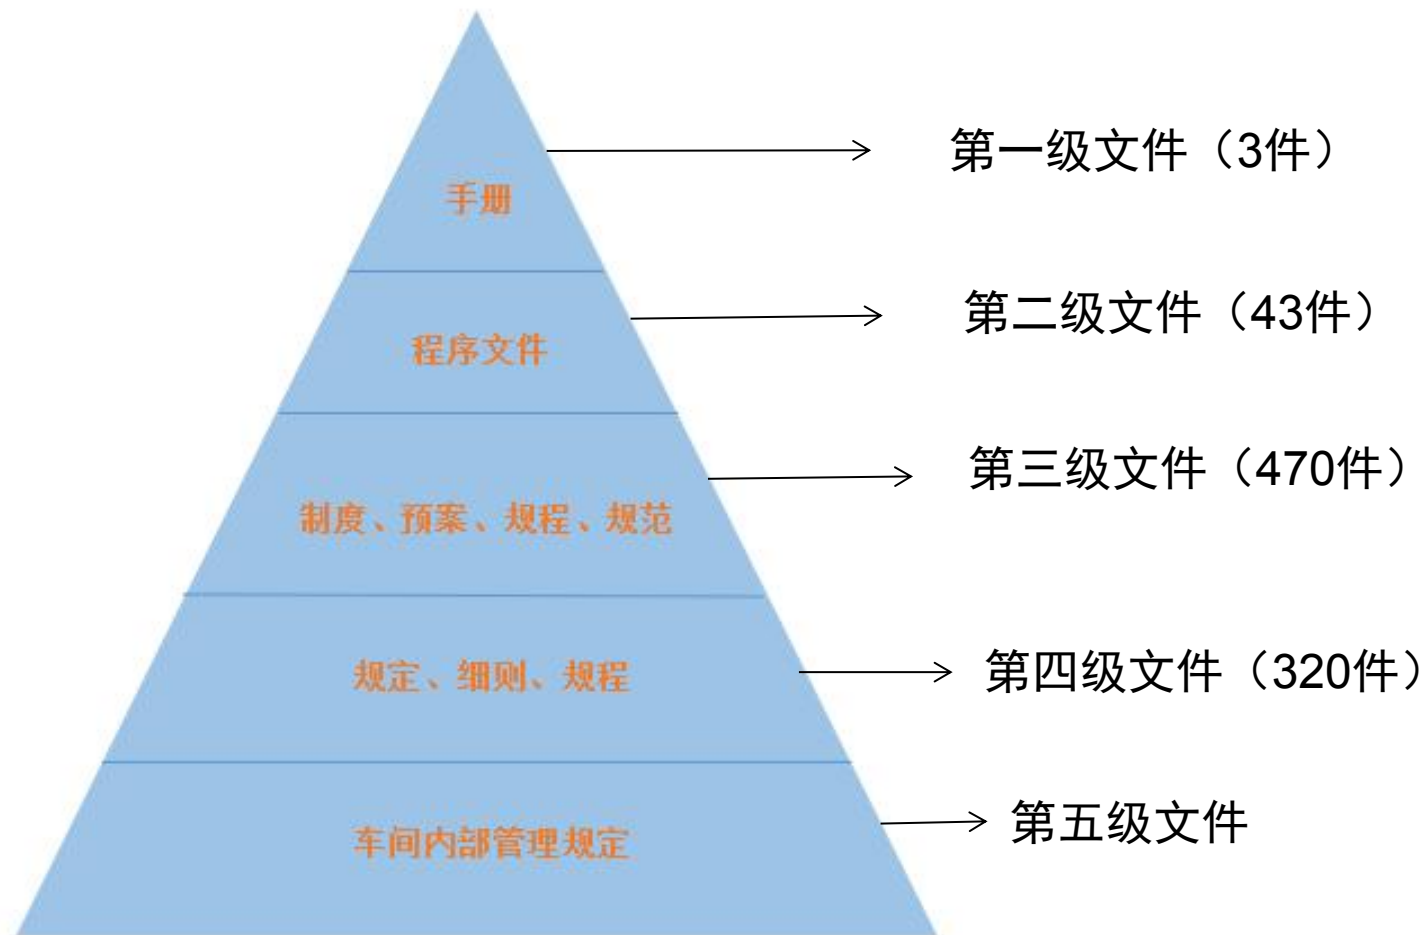 第一级文件（3件）
手册
第二级文件（43件）
程序文件
第三级文件（470件）
制度、预案、规程、规范
第四级文件（320件）
规定、细则、规程
第五级文件
车间内部管理规定